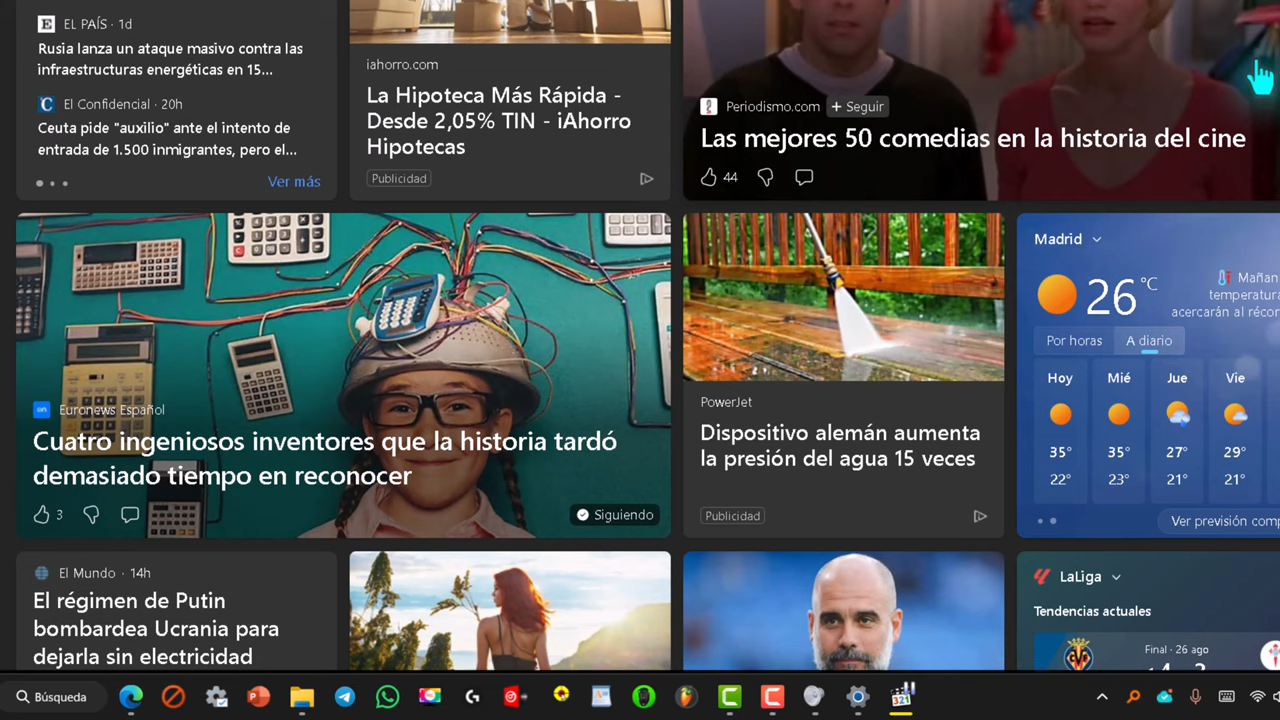 EL PAÍS · 1d
Rusia lanza un ataque masivo contra las
infraestructuras energéticas en 15...
El Confidencial · 20h
Ceuta pide "auxilio" ante el intento de
entrada de 1.500 inmigrantes, pero el...
Ver más
iahorro.com
La Hipoteca Más Rápida -
Desde 2,05% TIN - iAhorro
Hipotecas
Publicidad
Periodismo.com + Seguir
Las mejores 50 comedias en la historia del cine
44
Euronews Español
Cuatro ingeniosos inventores que la historia tardó
demasiado tiempo en reconocer
3
Siguiendo
PowerJet
Dispositivo alemán aumenta
la presión del agua 15 veces
Publicidad
Madrid
26 °C
Mañan
temperatura
acercarán al récor
Por horas A diario
Hoy Mié Jue Vie
35° 35° 27° 29°
22° 23° 21° 21°
Ver previsión comp
El Mundo · 14h
El régimen de Putin
bombardea Ucrania para
dejarla sin electricidad
LaLiga
Tendencias actuales
Final · 26 ago
Búsqueda
321